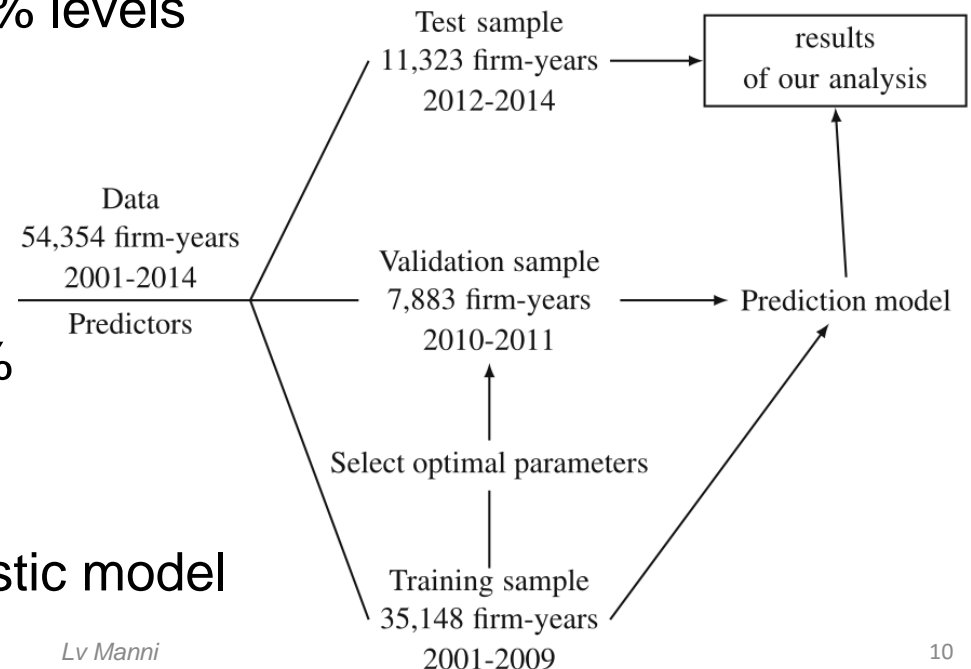 % levels
Test sample
11,323 firm-years
2012-2014
results
of our analysis
Data
54,354 firm-years
2001-2014
Predictors
Validation sample
7,883 firm-years
2010-2011
Prediction model
%
Select optimal parameters
stic model
Training sample
35,148 firm-years
2001-2009
Lv Manni
10